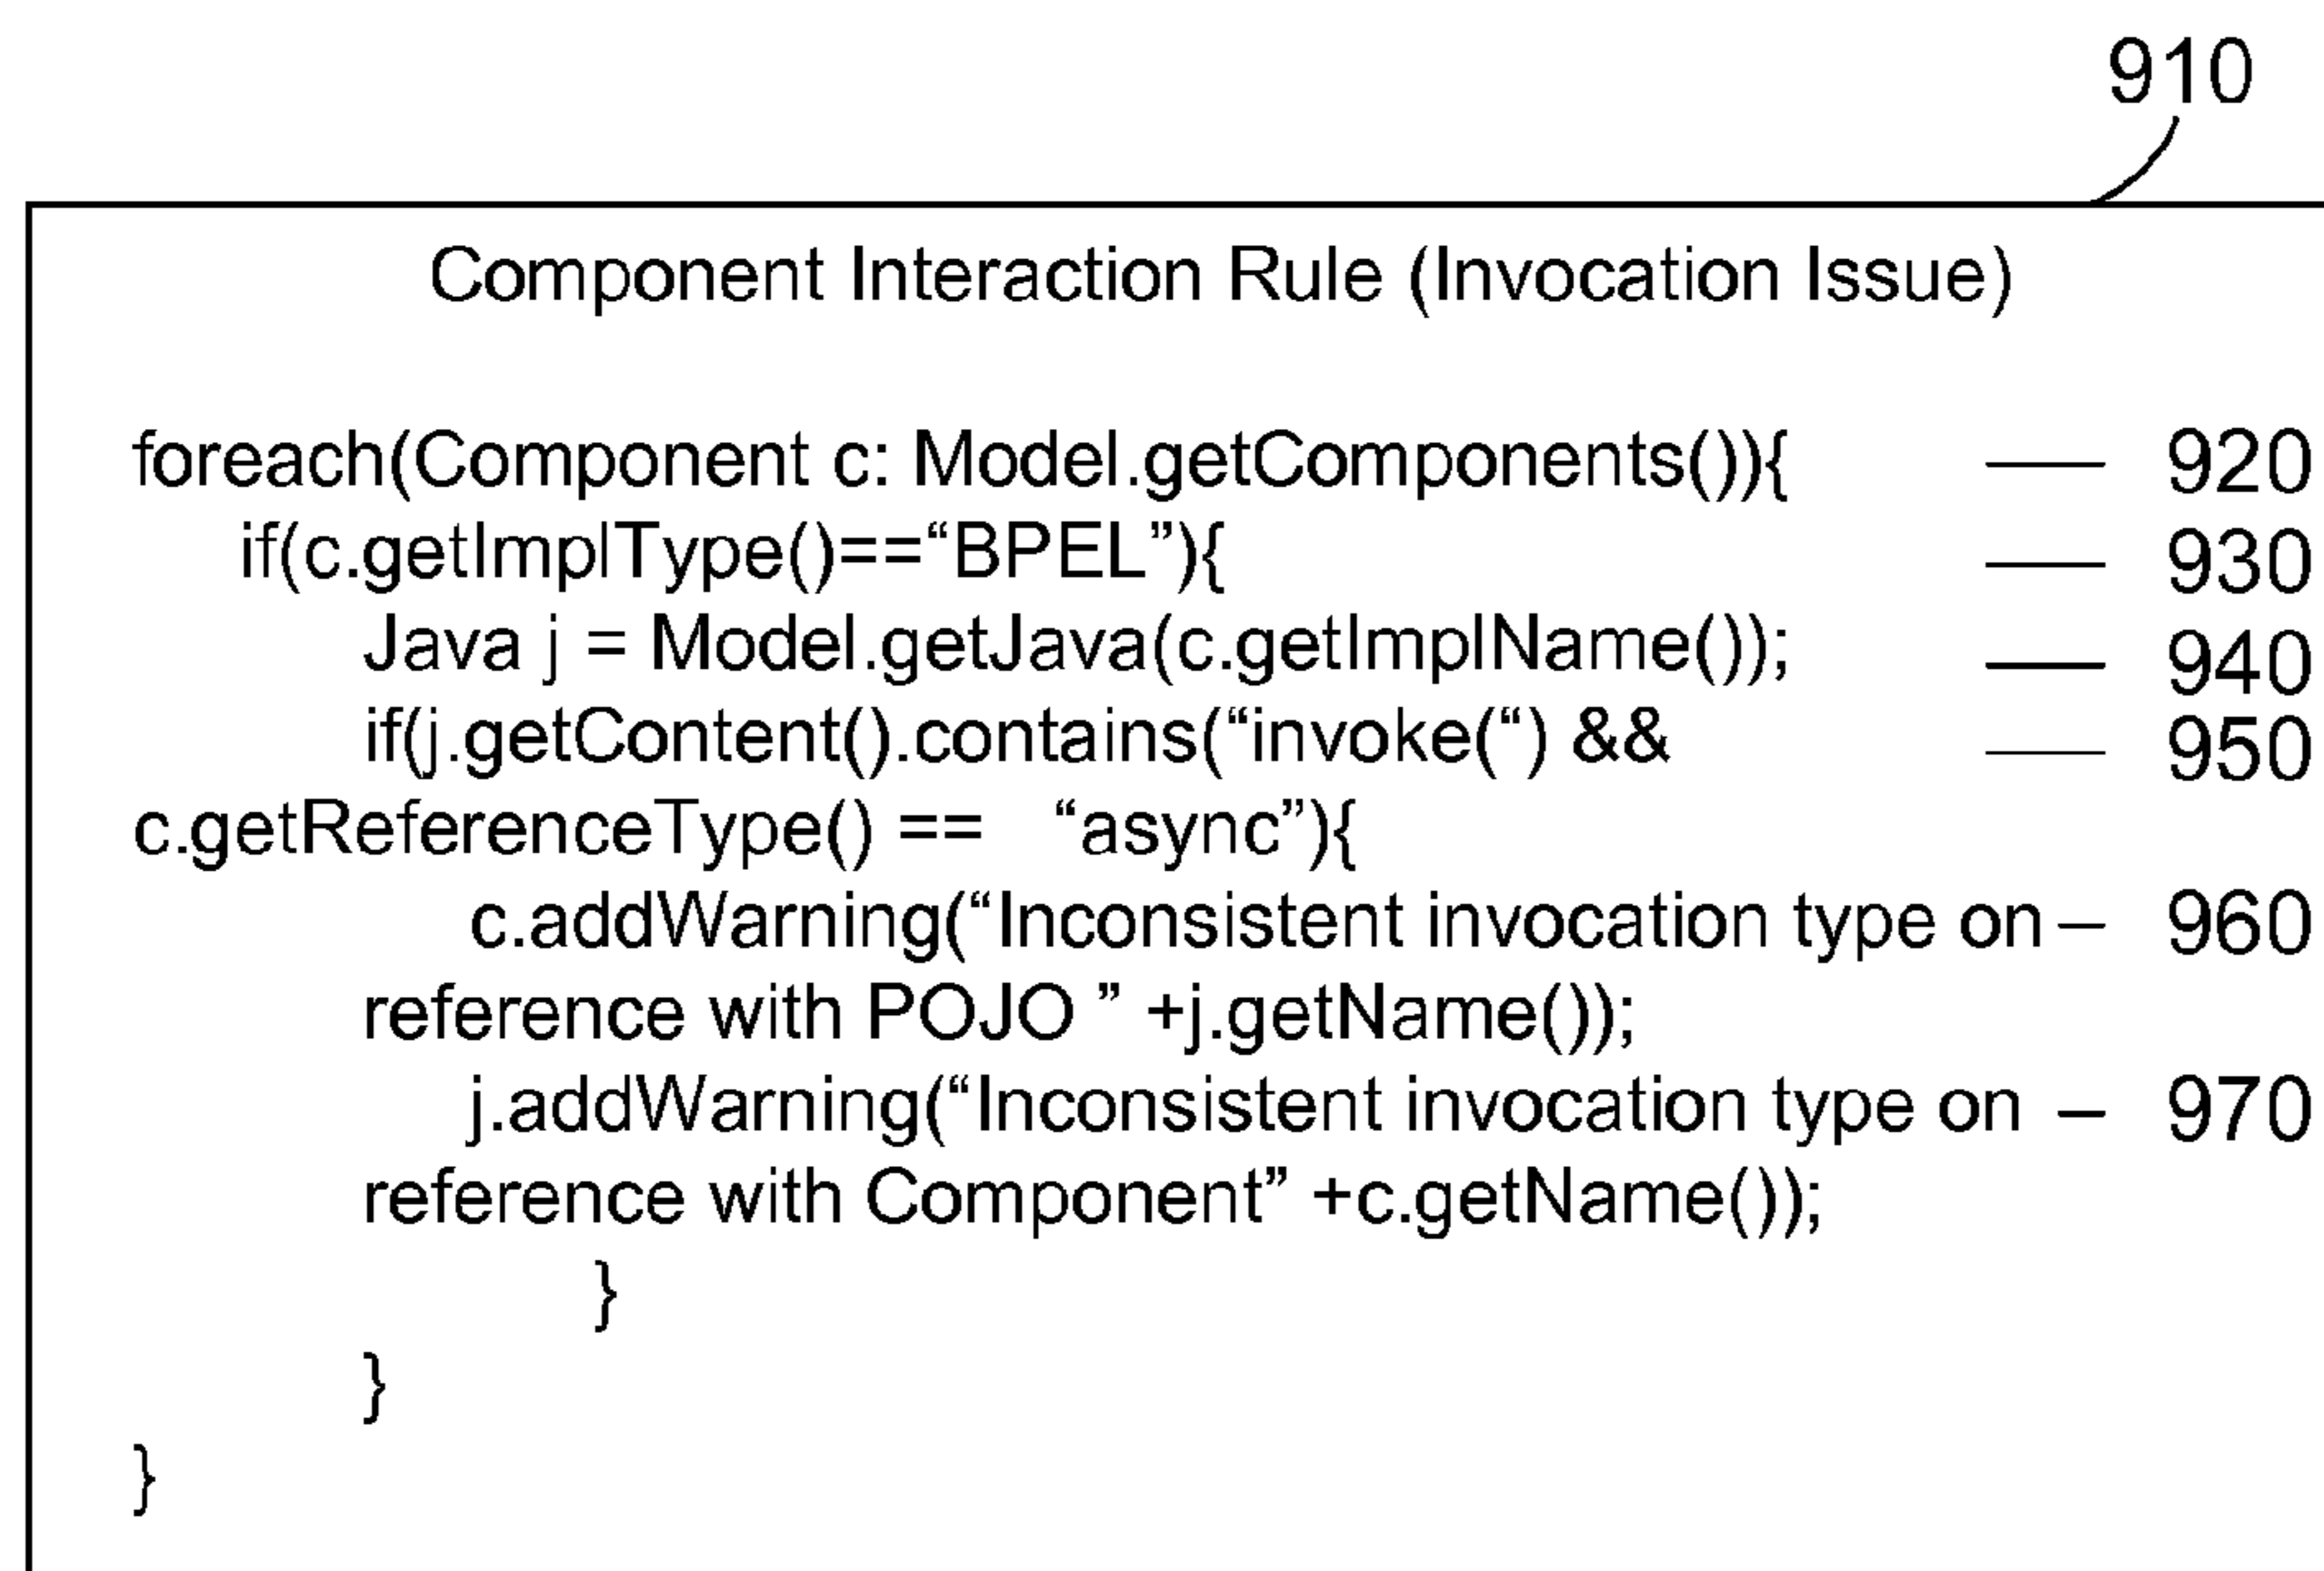 910
Component Interaction Rule (Invocation Issue)
foreach(Component c: Model.getComponents()){ — 920
if(c.getImplType()==“BPEL”){ — 930
Java j = Model.getJava(c.getImplName()); — 940
if(j.getContent().contains(“invoke(“) && — 950
c.getReferenceType() == “async”){
c.addWarning(“Inconsistent invocation type on – 960
reference with POJO ” +j.getName());
j.addWarning(“Inconsistent invocation type on – 970
reference with Component” +c.getName());
}
}
}